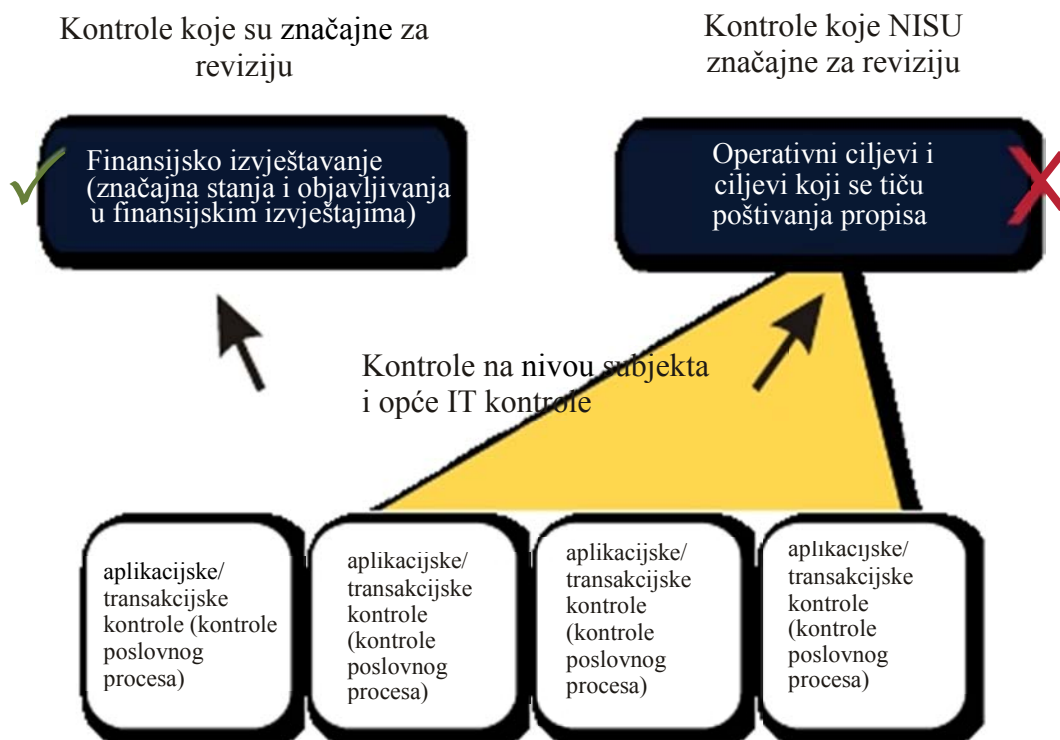 Kontrole koje su značajne za
reviziju
Kontrole koje NISU
značajne za reviziju
Finansijsko izvještavanje
(značajna stanja i objavljivanja
u finansijskim izvještajima)
Operativni ciljevi i
ciljevi koji se tiču
poštivanja propisa
Kontrole na nivou subjekta
i opće IT kontrole
aplikacijske/
transakcijske
kontrole (kontrole
poslovnog
procesa)
aplikacijske/
transakcijske
kontrole
(kontrole
poslovnog
procesa)
aplikacijske/
transakcijske
kontrole
(kontrole
poslovnog
procesa)
aplikacijske/
transakcijske
kontrole
(kontrole
poslovnog
procesa)